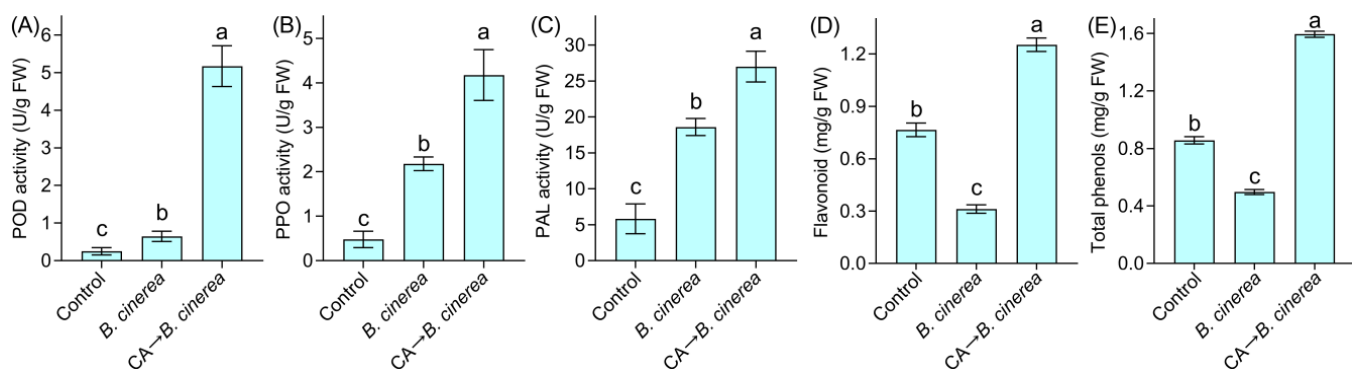 (A)
POD activity (U/g FW)
6
5
4
3
2
1
0
c
b
a
Control
B. cinerea
CA→B. cinerea
(B)
PPO activity (U/g FW)
5
4
3
2
1
0
c
b
a
Control
B. cinerea
CA→B. cinerea
(C)
PAL activity (U/g FW)
30
25
20
15
10
5
0
c
b
a
Control
B. cinerea
CA→B. cinerea
(D)
Flavonoid (mg/g FW)
1.2
0.9
0.6
0.3
0.0
b
c
a
Control
B. cinerea
CA→B. cinerea
(E)
Total phenols (mg/g FW)
1.6
1.2
0.8
0.4
0.0
b
c
a
Control
B. cinerea
CA→B. cinerea